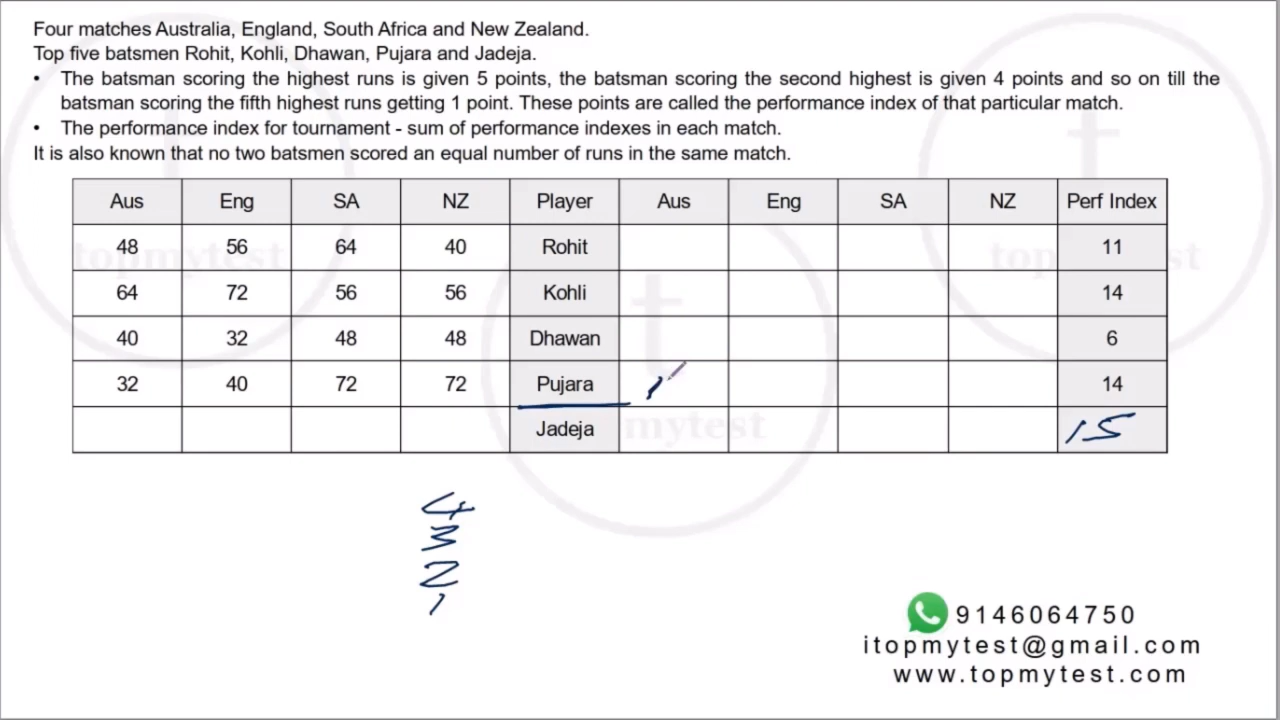 Four matches Australia, England, South Africa and New Zealand.
Top five batsmen Rohit, Kohli, Dhawan, Pujara and Jadeja.
• The batsman scoring the highest runs is given 5 points, the batsman scoring the second highest is given 4 points and so on till the
batsman scoring the fifth highest runs getting 1 point. These points are called the performance index of that particular match.
• The performance index for tournament - sum of performance indexes in each match.
It is also known that no two batsmen scored an equal number of runs in the same match.
Aus Eng SA NZ Player Aus Eng SA NZ Perf Index
48 56 64 40 Rohit 11
64 72 56 56 Kohli 14
40 32 48 48 Dhawan 6
32 40 72 72 Pujara 1 14
Jadeja 15
4
3
2
1
9146064750
itopmytest@gmail.com
www.topmytest.com